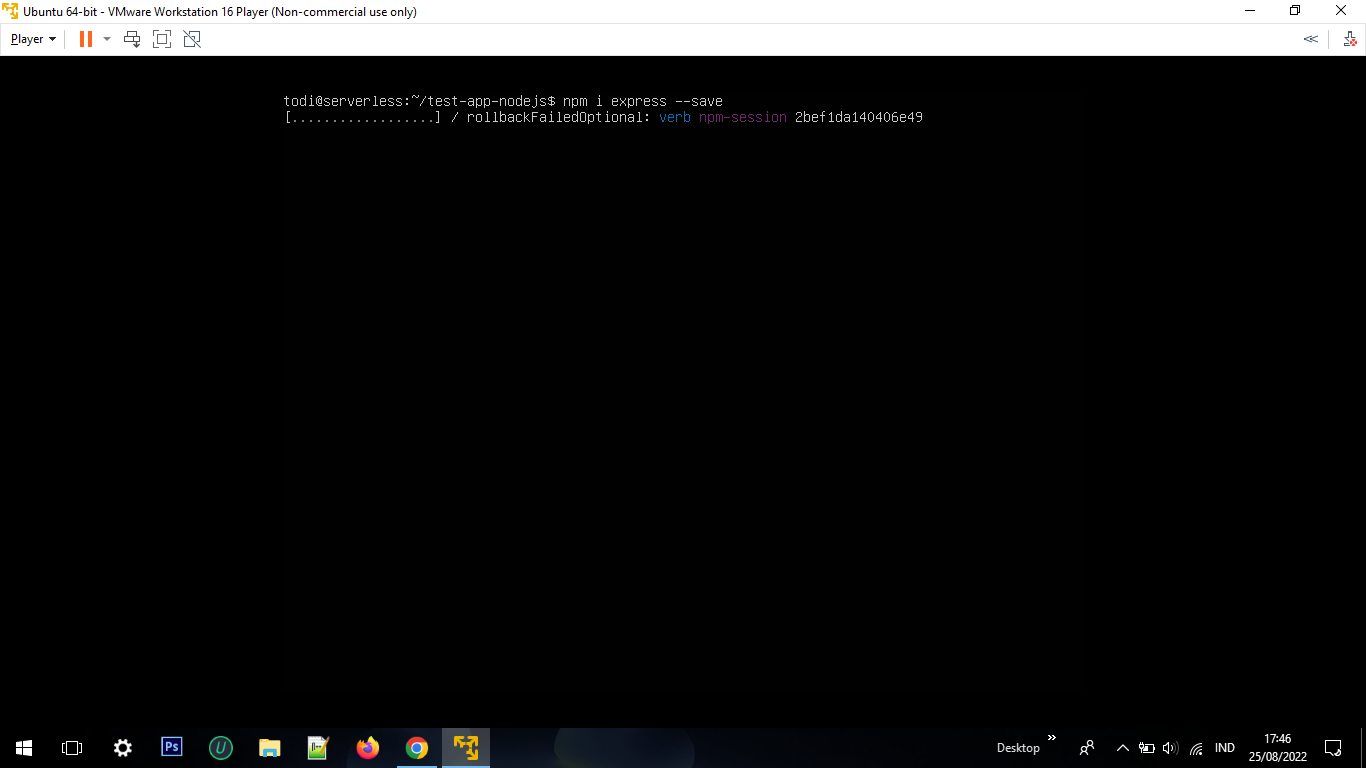 Ubuntu 64-bit - VMware Workstation 16 Player (Non-commercial use only)
Player
todi@serverless:~/test-app-nodejs$ npm i express --save
[..................] / rollbackFailedOptional: verb npm-session 2bef1da140406e49
Ps
U
Desktop
IND
17:46
25/08/2022